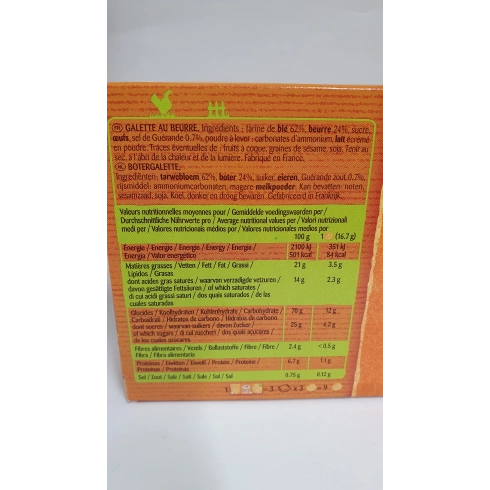 FR GALETTE AU BEURRE. Ingrédients : farine de blé 62%, beurre 24%, sucre,
œufs, sel de Guérande 0.7%, poudre à lever : carbonates d'ammonium, lait écrémé
en poudre. Traces éventuelles de : fruits à coque, graines de sésame, soja. Tenir au
sec, à l'abri de la chaleur et de la lumière. Fabriqué en France.
BOTERGALETTE.
Ingrediënten: tarwebloem 62%, boter 24%, suiker, eieren, Guérande zout 0.7%,
rijsmiddel: ammoniumcarbonaten, magere melkpoeder. Kan bevatten: noten,
sesamzaad, soja. Koel, donker en droog bewaren. Gefabriceerd in Frankrijk.
Valeurs nutritionnelles moyennes pour / Gemiddelde voedingswaarden per /
Durchschnittliche Nährwerte pro / Average nutritional values per / Valori nutrizionali
medi per / Valores nutricionais médios por / Valores nutricionales medios por
100 g 1 (16.7 g)
Énergie / Energie / Energie / Energy / Energie / 2100 kJ 351 kJ
Energia / Valor energético 501 kcal 84 kcal
Matières grasses / Vetten / Fett / Fat / Grassi / 21 g 3.5 g
Lípidos / Grasas
dont acides gras saturés / waarvan verzadigde vetzuren / 14 g 2.3 g
davon gesättigte Fettsäuren / of which saturates /
di cui acidi grassi saturi / dos quais saturados / de las
cuales saturadas
Glucides / Koolhydraten / Kohlenhydrate / Carbohydrate / 70 g 12 g
Carboidrati / Hidratos de carbono / Hidratos de carbono
dont sucres / waarvan suikers / davon Zucker / 25 g 4.2 g
of which sugars / di cui zuccheri / dos quais açúcares /
de los cuales azúcares
Fibres alimentaires / Vezels / Ballaststoffe / Fibre / Fibre / 2.4 g < 0.5 g
Fibra / Fibra alimentaria
Protéines / Eiwitten / Eiweiß / Protein / Proteine / 6.7 g 1.1 g
Proteínas / Proteínas
Sel / Zout / Salz / Salt / Sale / Sal / Sal 0.75 g 0.12 g